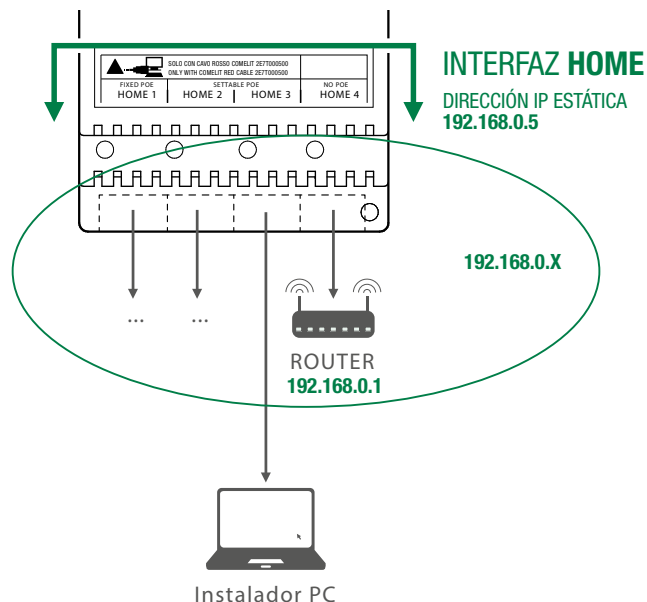 SOLO CON CAVO ROSSO COMELIT 2E7T000500
ONLY WITH COMELIT RED CABLE 2E7T000500
FIXED POE SETTABLE POE NO POE
HOME 1 HOME 2 HOME 3 HOME 4
INTERFAZ HOME
DIRECCIÓN IP ESTÁTICA
192.168.0.5
192.168.0.X
... ...
ROUTER
192.168.0.1
Instalador PC